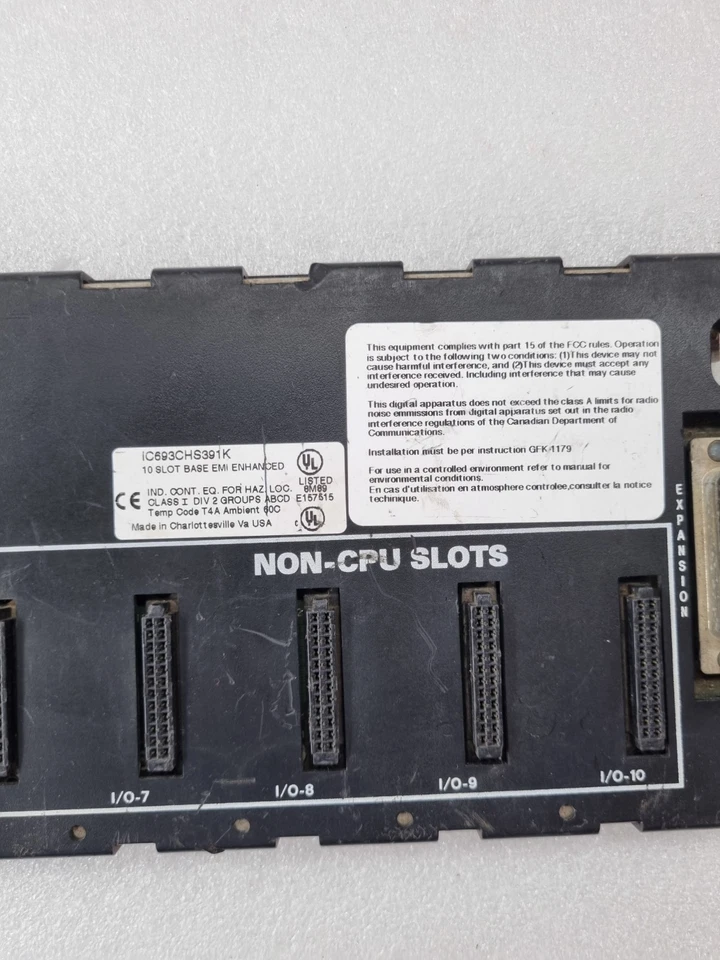 This equipment complies with part 15 of the FCC rules. Operation
is subject to the following two conditions: (1)This device may not
cause harmful interference, and (2)This device must accept any
interference received. Including interference that may cause
undesired operation.
This digital apparatus does not exceed the class A limits for radio
noise emmissions from digital apparatus set out in the radio
interference regulations of the Canadian Department of
Communications.
Installation must be per instruction GFK-1179
For use in a controlled environment refer to manual for
environmental conditions.
En cas d'utilisation en atmosphere controlee,consulter la notice
technique.
IC693CHS391K
10 SLOT BASE EMI ENHANCED
UL
LISTED
CE
IND. CONT. EQ. FOR HAZ. LOC. 8M89
CLASS I DIV 2 GROUPS ABCD E157515
Temp Code T4A Ambient 60C
Made in Charlottesville Va USA
UL
EXPANSION
NON-CPU SLOTS
I/O-7
I/O-8
I/O-9
I/O-10